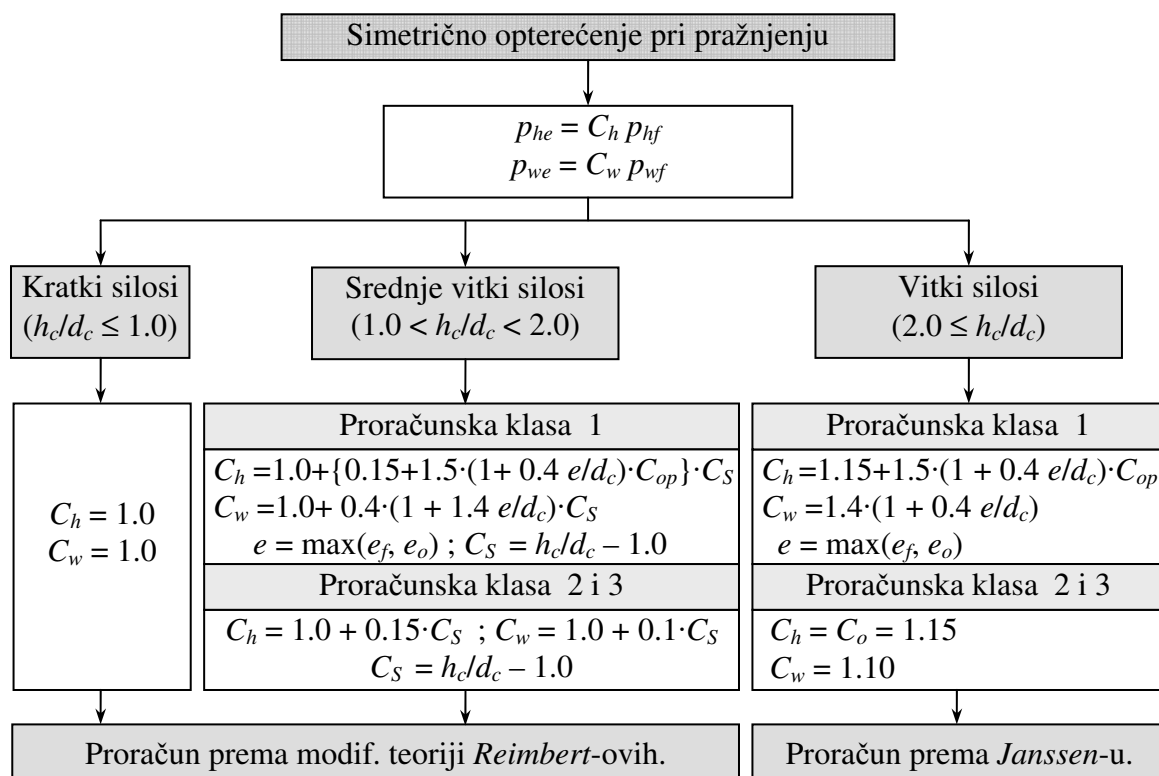 Simetrično opterećenje pri pražnjenju
p_he = C_h p_hf
p_we = C_w p_wf
Kratki silosi
(h_c/d_c ≤ 1.0)
Srednje vitki silosi
(1.0 < h_c/d_c < 2.0)
Vitki silosi
(2.0 ≤ h_c/d_c)
C_h = 1.0
C_w = 1.0
Proračunska klasa 1
C_h =1.0+{0.15+1.5·(1+ 0.4 e/d_c)·C_op}·C_S
C_w =1.0+ 0.4·(1 + 1.4 e/d_c)·C_S
e = max(e_f, e_o) ; C_S = h_c/d_c – 1.0
Proračunska klasa 2 i 3
C_h = 1.0 + 0.15·C_S ; C_w = 1.0 + 0.1·C_S
C_S = h_c/d_c – 1.0
Proračunska klasa 1
C_h =1.15+1.5·(1 + 0.4 e/d_c)·C_op
C_w =1.4·(1 + 0.4 e/d_c)
e = max(e_f, e_o)
Proračunska klasa 2 i 3
C_h = C_o = 1.15
C_w = 1.10
Proračun prema modif. teoriji Reimbert-ovih.
Proračun prema Janssen-u.